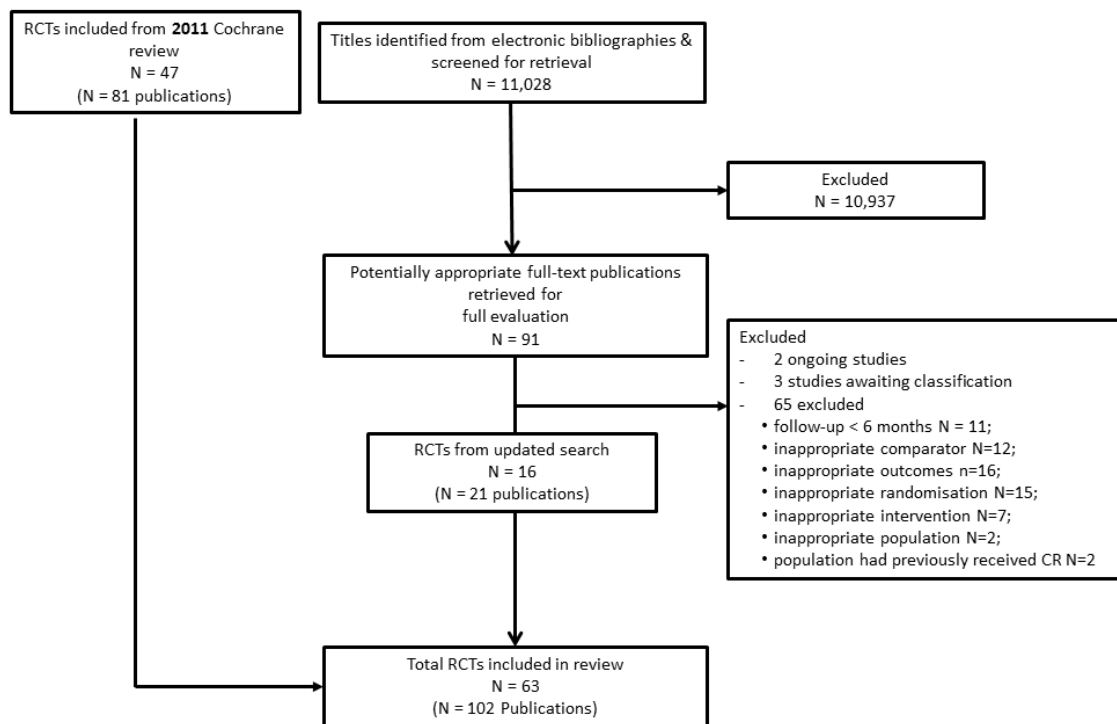 RCTs included from 2011 Cochrane
review
N = 47
(N = 81 publications)
Titles identified from electronic bibliographies &
screened for retrieval
N = 11,028
Excluded
N = 10,937
Potentially appropriate full-text publications
retrieved for
full evaluation
N = 91
Excluded
- 2 ongoing studies
- 3 studies awaiting classification
- 65 excluded
• follow-up < 6 months N = 11;
• inappropriate comparator N=12;
• inappropriate outcomes n=16;
• inappropriate randomisation N=15;
• inappropriate intervention N=7;
• inappropriate population N=2;
• population had previously received CR N=2
RCTs from updated search
N = 16
(N = 21 publications)
Total RCTs included in review
N = 63
(N = 102 Publications)